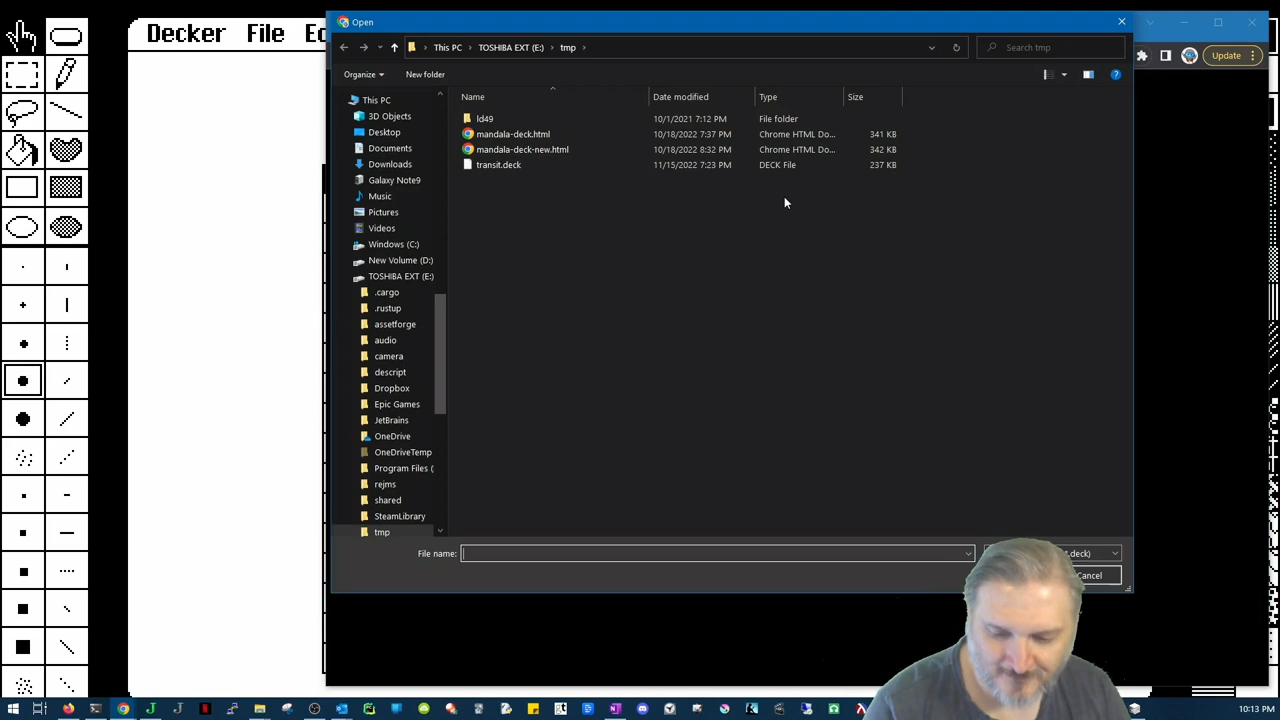 Decker File
Open
This PC > TOSHIBA EXT (E:) > tmp >
Search tmp
Update
Organize
New folder
Name Date modified Type Size
ld49 10/1/2021 7:12 PM File folder
mandala-deck.html 10/18/2022 7:37 PM Chrome HTML Do... 341 KB
mandala-deck-new.html 10/18/2022 8:32 PM Chrome HTML Do... 342 KB
transit.deck 11/15/2022 7:23 PM DECK File 237 KB
This PC
3D Objects
Desktop
Documents
Downloads
Galaxy Note9
Music
Pictures
Videos
Windows (C:)
New Volume (D:)
TOSHIBA EXT (E:)
.cargo
.rustup
assetforge
audio
camera
descript
Dropbox
Epic Games
JetBrains
OneDrive
OneDriveTemp
Program Files (
rejms
shared
SteamLibrary
tmp
File name:
.deck)
Cancel
10:13 PM